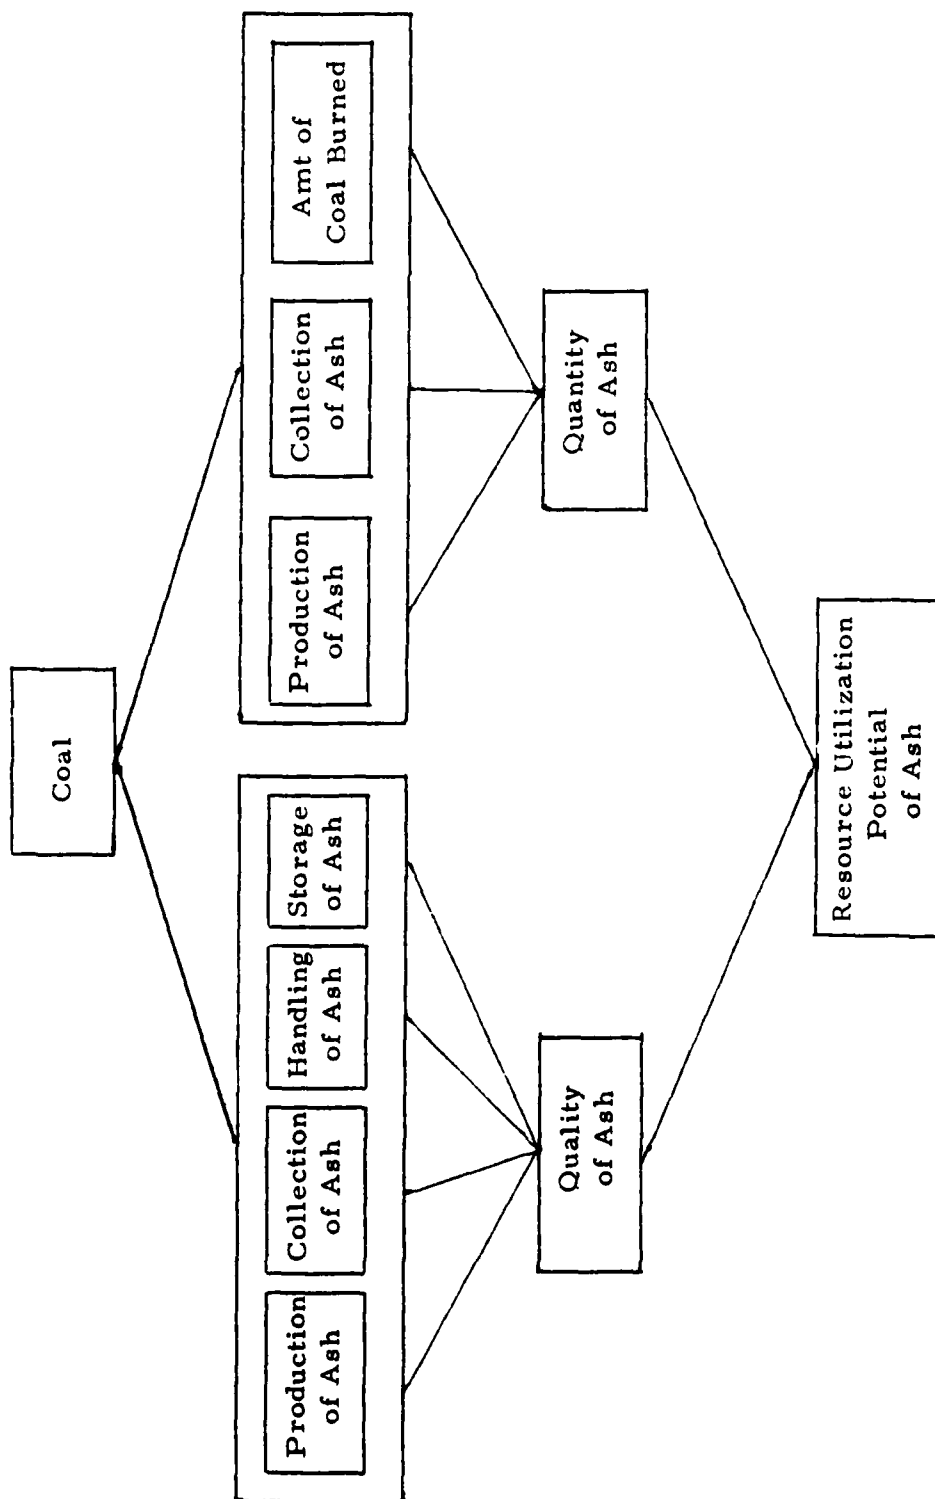 Coal
Production
of Ash
Collection
of Ash
Handling
of Ash
Storage
of Ash
Production
of Ash
Collection
of Ash
Amt of
Coal Burned
Quality
of Ash
Quantity
of Ash
Resource Utilization
Potential
of Ash